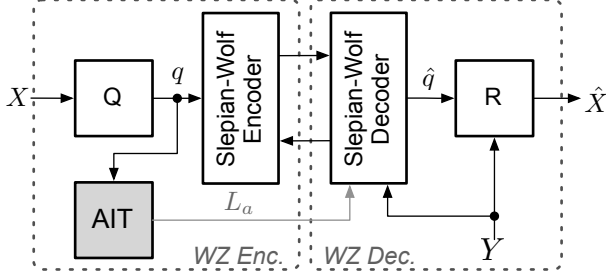 X
Q
q
Slepian-Wolf
Encoder
Slepian-Wolf
Decoder
q̂
R
X̂
AIT
L_a
Y
WZ Enc.
WZ Dec.